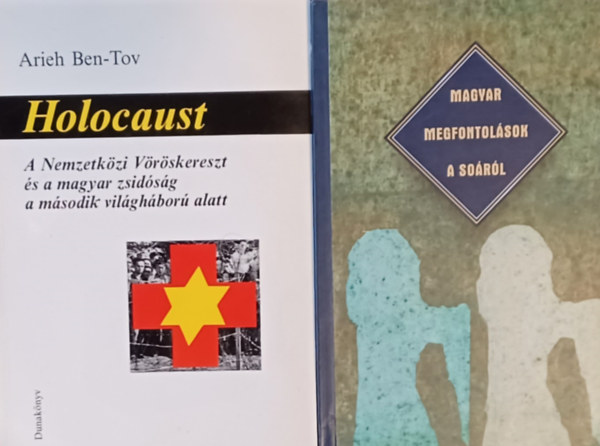 Arieh Ben-Tov
Holocaust
A Nemzetközi Vöröskereszt
és a magyar zsidóság
a második világháború alatt
Dunakönyv
MAGYAR
MEGFONTOLÁSOK
A SOÁRÓL